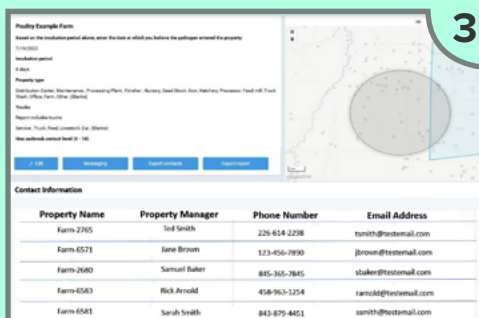 3
Poultry Example Farm
Based on the incubation period above, enter the date at which you believe the pathogen entered the property
7/14/2022
Incubation period
4 days
Property type
Distribution Center, Maintenance, Processing Plant, Finisher, Nursery, Dead Stock, Sow, Hatchery, Processor, Feed mill, Truck
Wash, Office, Farm, Other, (Blanks)
Trucks
Report includes trucks
Service, Truck, Feed, Livestock, Car, (Blanks)
Max outbreak contact level (6 - 14)
Edit
Messaging
Export contacts
Export report
Contact Information
Property Name Property Manager Phone Number Email Address
Farm-2765 Ted Smith 226-614-2298 tsmith@testemail.com
Farm-6571 Jane Brown 123-456-7890 jbrown@testemail.com
Farm-2680 Samuel Baker 845-365-7845 sbaker@testemail.com
Farm-6583 Rick Arnold 458-963-1254 rarnold@testemail.com
Farm-6581 Sarah Smith 843-879-4451 ssmith@testemail.com